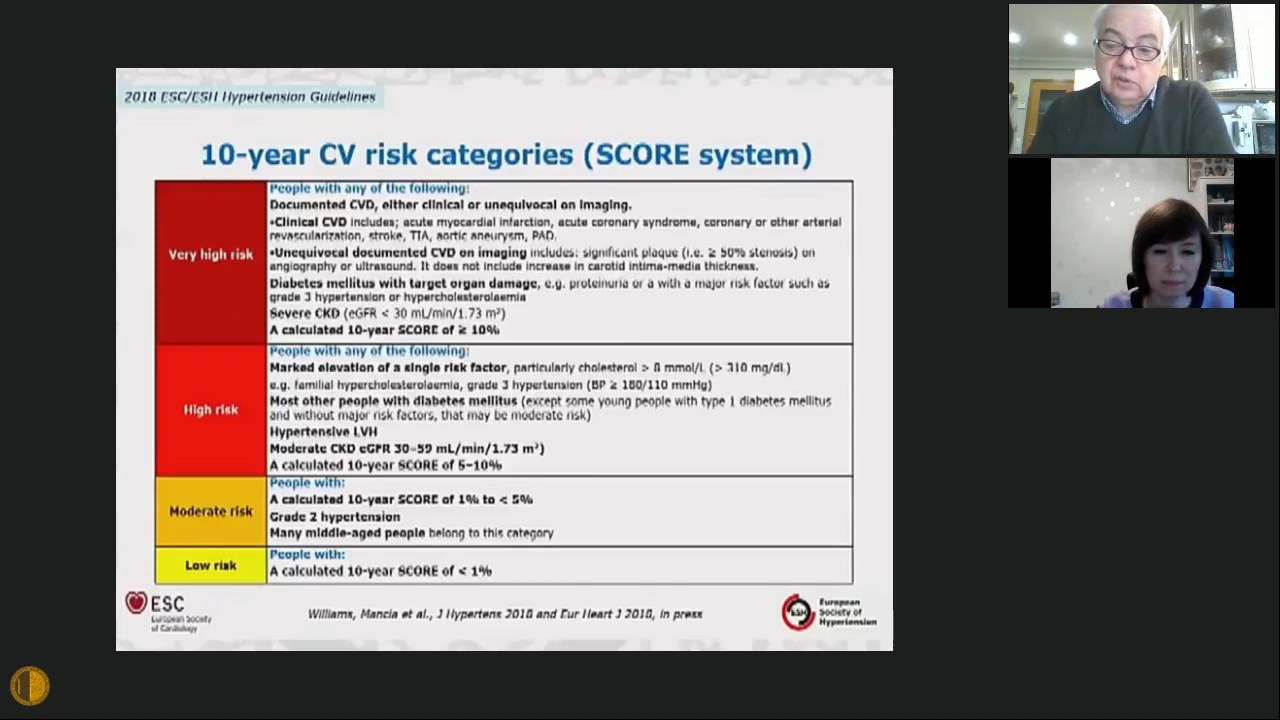 2018 ESC/ESH Hypertension Guidelines
10-year CV risk categories (SCORE system)
Very high risk
People with any of the following:
Documented CVD, either clinical or unequivocal on imaging.
•Clinical CVD includes; acute myocardial infarction, acute coronary syndrome, coronary or other arterial
revascularization, stroke, TIA, aortic aneurysm, PAD.
•Unequivocal documented CVD on imaging includes: significant plaque (i.e. ≥ 50% stenosis) on
angiography or ultrasound. It does not include increase in carotid intima-media thickness.
Diabetes mellitus with target organ damage, e.g. proteinuria or a with a major risk factor such as
grade 3 hypertension or hypercholesterolaemia
Severe CKD (eGFR < 30 mL/min/1.73 m²)
A calculated 10-year SCORE of ≥ 10%
High risk
People with any of the following:
Marked elevation of a single risk factor, particularly cholesterol > 8 mmol/L (> 310 mg/dL)
e.g. familial hypercholesterolaemia, grade 3 hypertension (BP ≥ 180/110 mmHg)
Most other people with diabetes mellitus (except some young people with type 1 diabetes mellitus
and without major risk factors, that may be moderate risk)
Hypertensive LVH
Moderate CKD eGFR 30-59 mL/min/1.73 m²)
A calculated 10-year SCORE of 5-10%
Moderate risk
People with:
A calculated 10-year SCORE of 1% to < 5%
Grade 2 hypertension
Many middle-aged people belong to this category
Low risk
People with:
A calculated 10-year SCORE of < 1%
ESC
European Society
of Cardiology
Williams, Mancia et al., J Hypertens 2018 and Eur Heart J 2018, in press
ESH
European
Society of
Hypertension